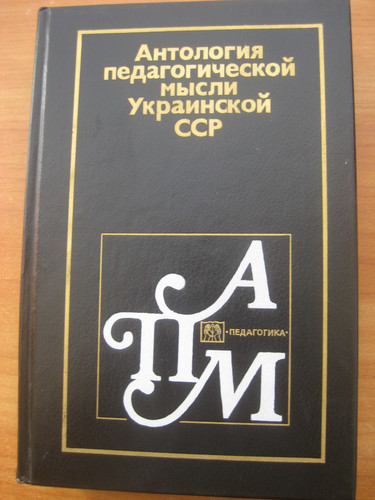 Антология
педагогической
мысли
Украинской
ССР
А
·ПЕДАГОГИКА·
П
М